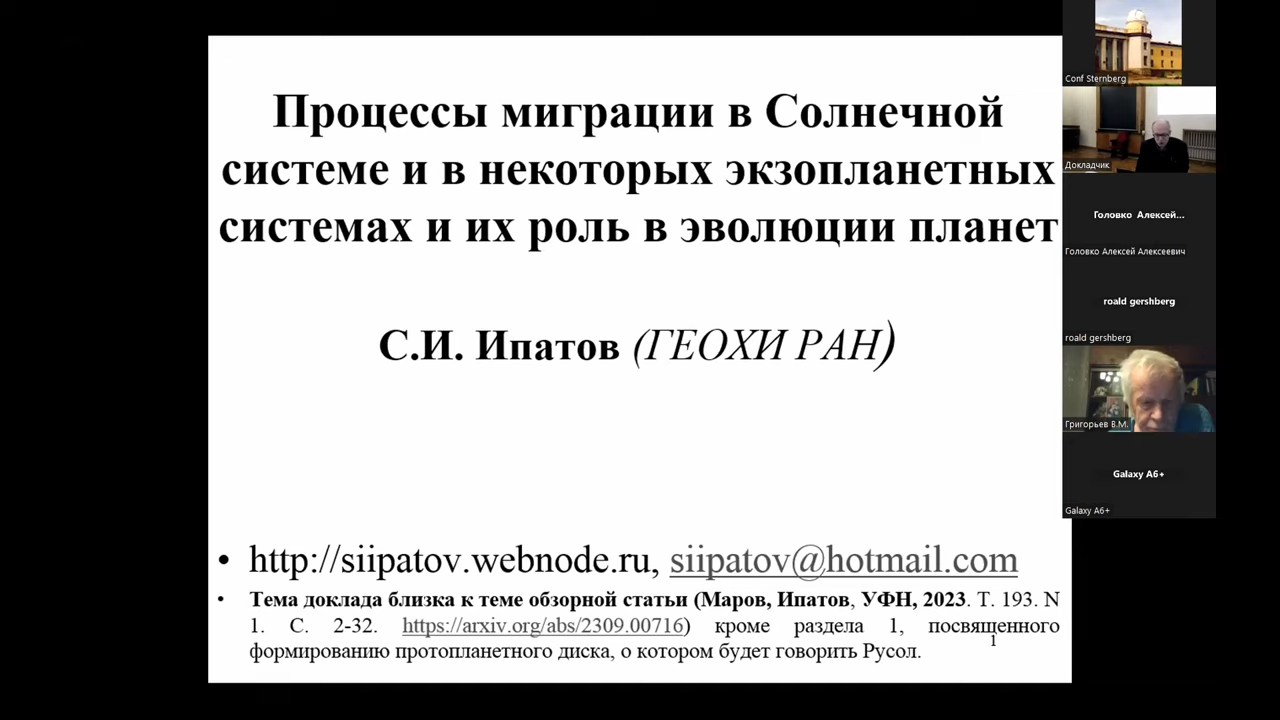 Процессы миграции в Солнечной
системе и в некоторых экзопланетных
системах и их роль в эволюции планет
С.И. Ипатов (ГЕОХИ РАН)
• http://siipatov.webnode.ru, siipatov@hotmail.com
• Тема доклада близка к теме обзорной статьи (Маров, Ипатов, УФН, 2023. Т. 193. N
1. С. 2-32. https://arxiv.org/abs/2309.00716) кроме раздела 1, посвященного
формированию протопланетного диска, о котором будет говорить Русол.
1
Conf Sternberg
Докладчик
Головко Алексей...
Головко Алексей Алексеевич
roald gershberg
roald gershberg
Григорьев В.М.
Galaxy A6+
Galaxy A6+